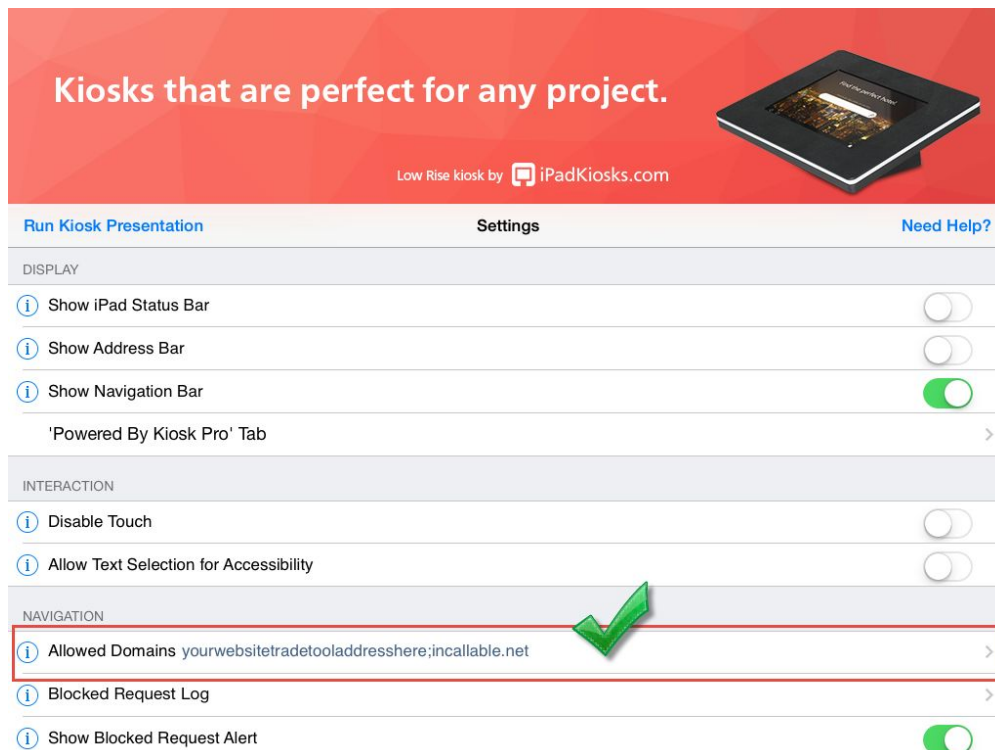 Kiosks that are perfect for any project.
Find the perfect hotel
Low Rise kiosk by iPadKiosks.com
Run Kiosk Presentation Settings Need Help?
DISPLAY
Show iPad Status Bar
Show Address Bar
Show Navigation Bar
'Powered By Kiosk Pro' Tab
INTERACTION
Disable Touch
Allow Text Selection for Accessibility
NAVIGATION
Allowed Domains yourwebsitetradetooladdresshere;incallable.net
Blocked Request Log
Show Blocked Request Alert